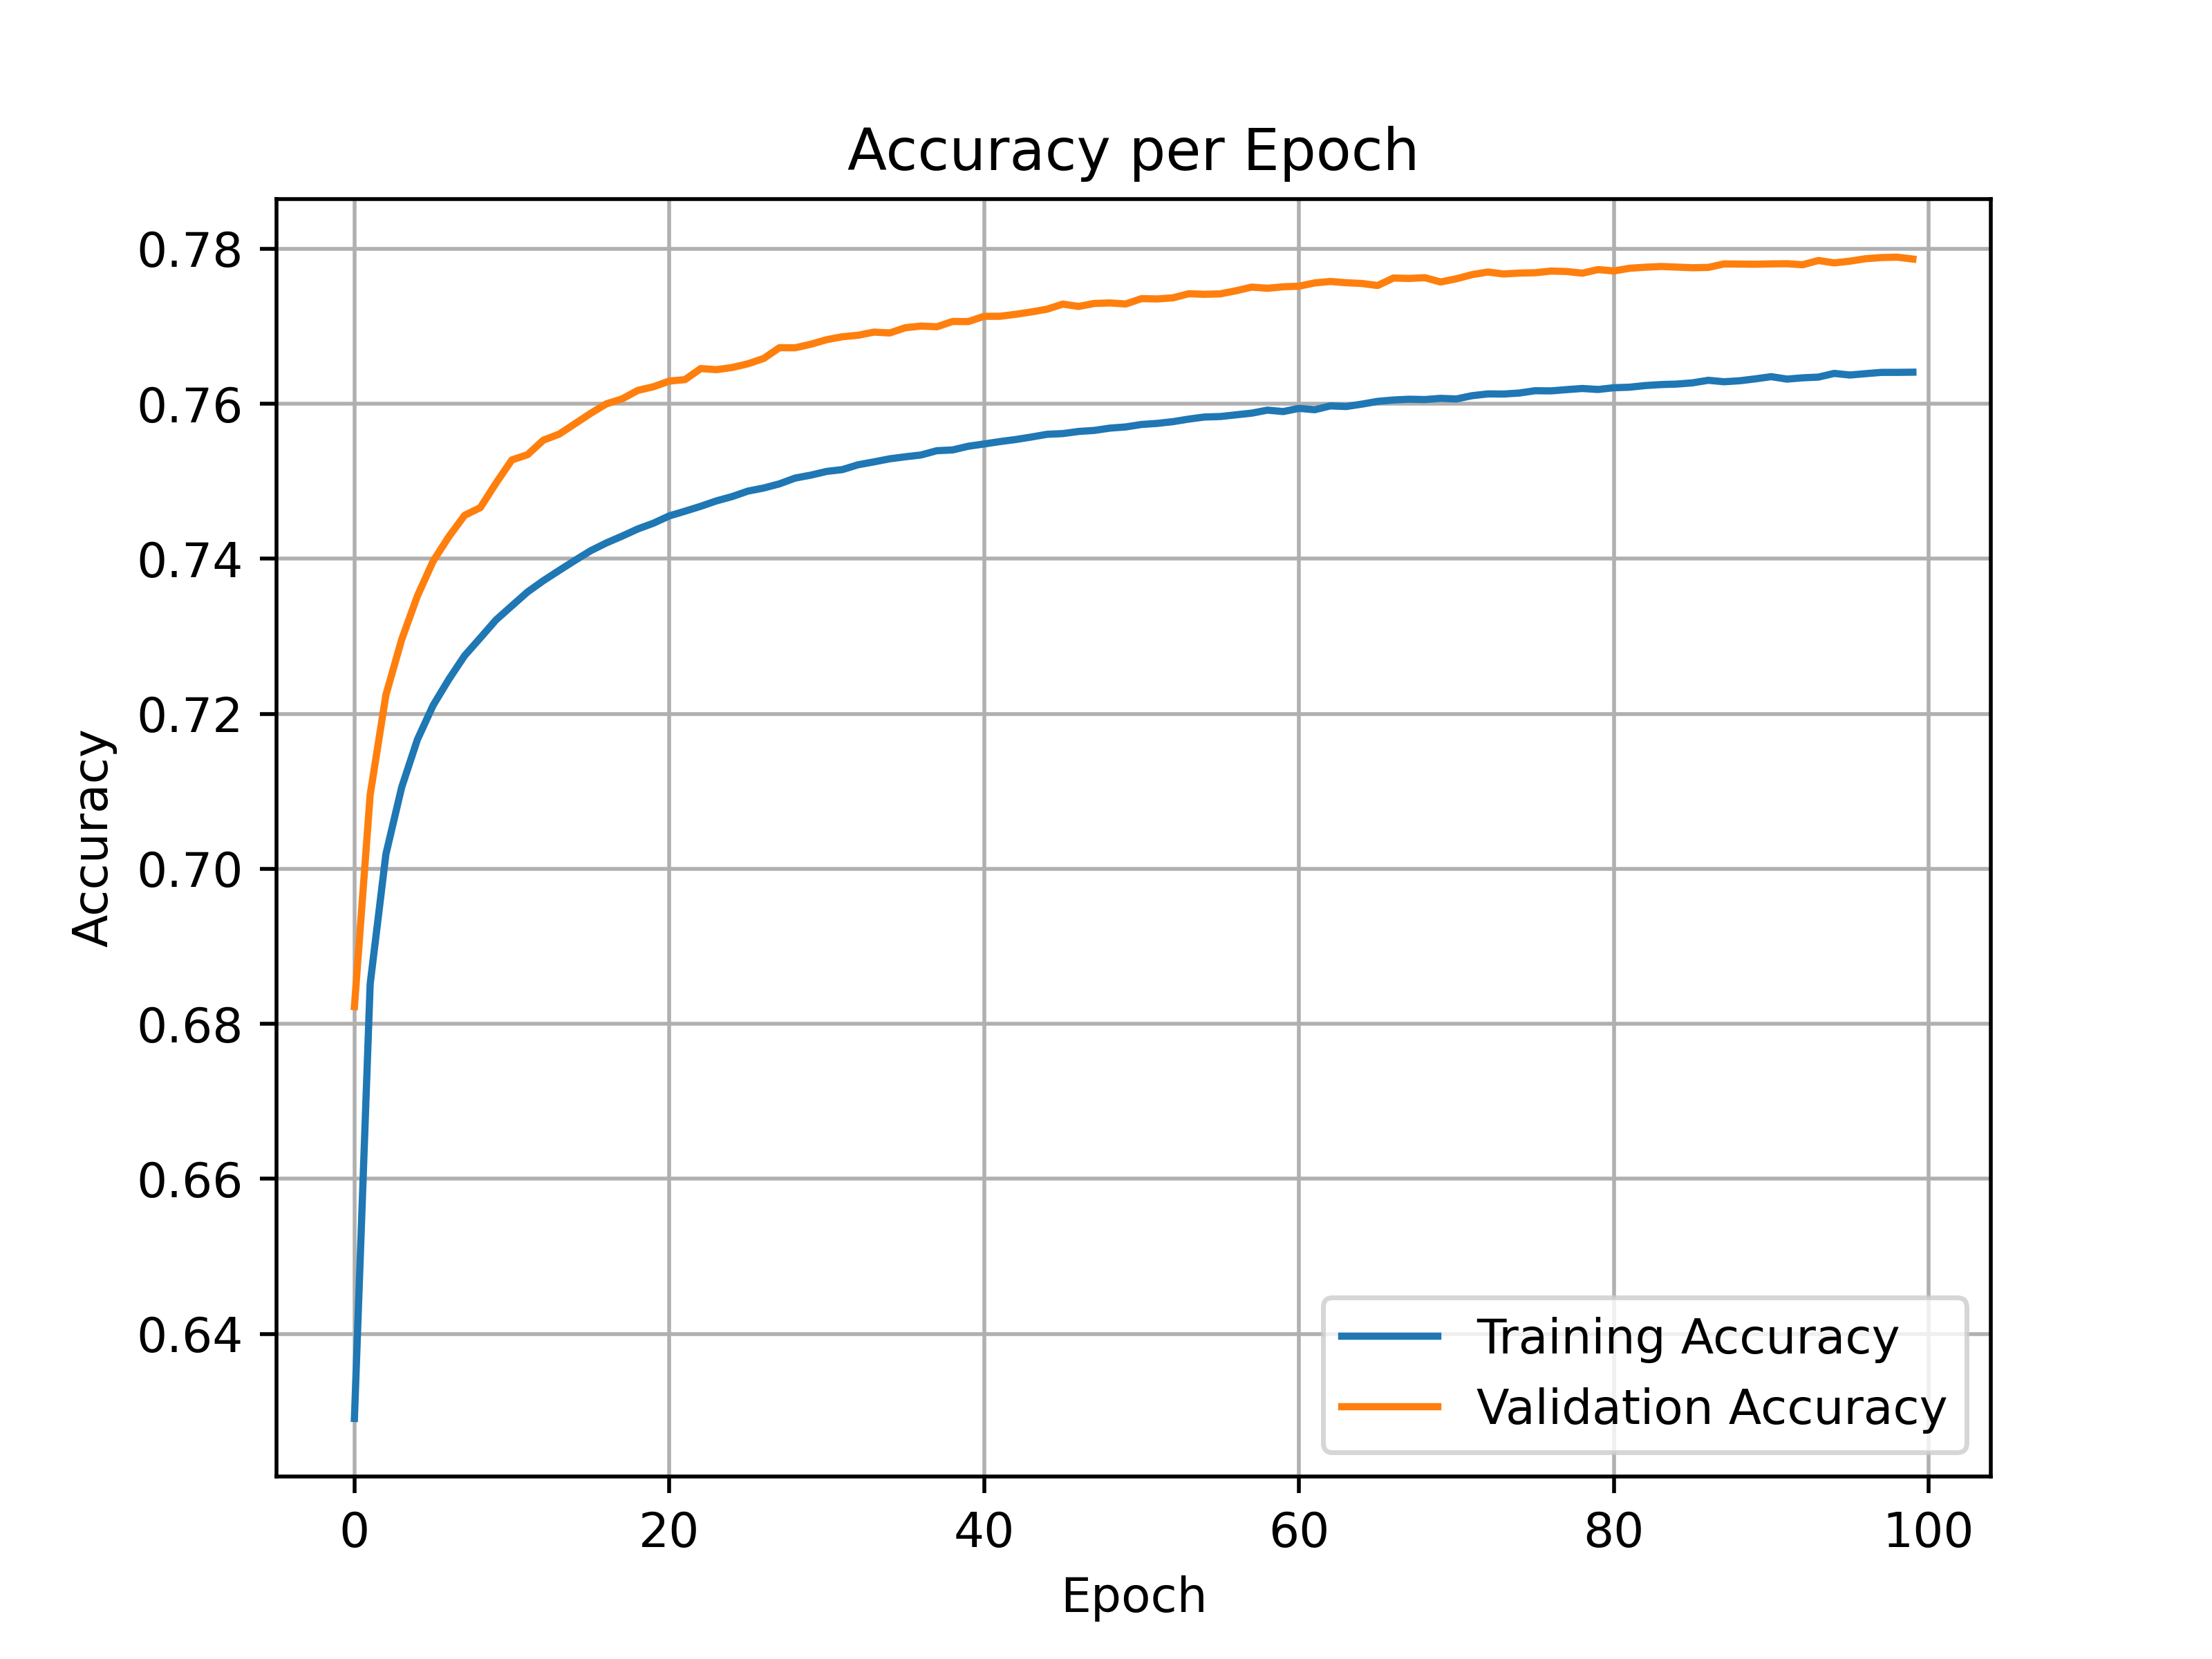 Accuracy per Epoch
Accuracy
0.78
0.76
0.74
0.72
0.70
0.68
0.66
0.64
Training Accuracy
Validation Accuracy
0 20 40 60 80 100
Epoch